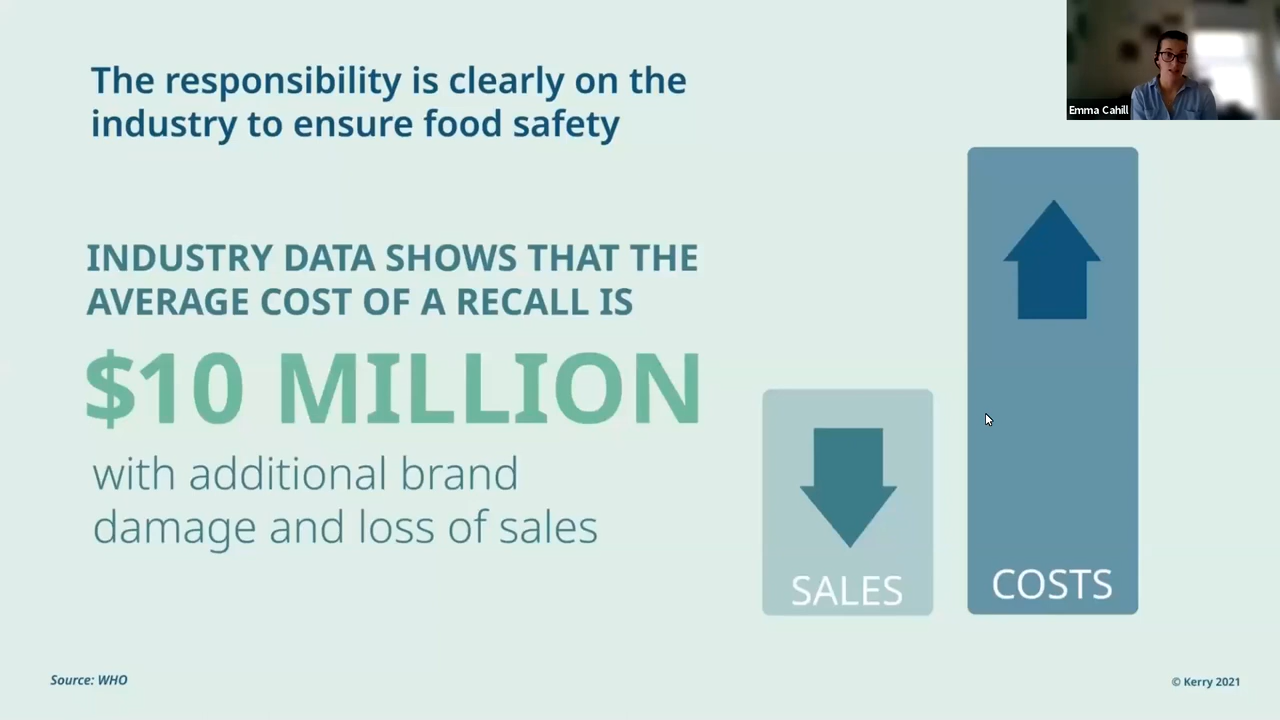 The responsibility is clearly on the
industry to ensure food safety
Emma Cahill
INDUSTRY DATA SHOWS THAT THE
AVERAGE COST OF A RECALL IS
$10 MILLION
with additional brand
damage and loss of sales
SALES
COSTS
Source: WHO
© Kerry 2021